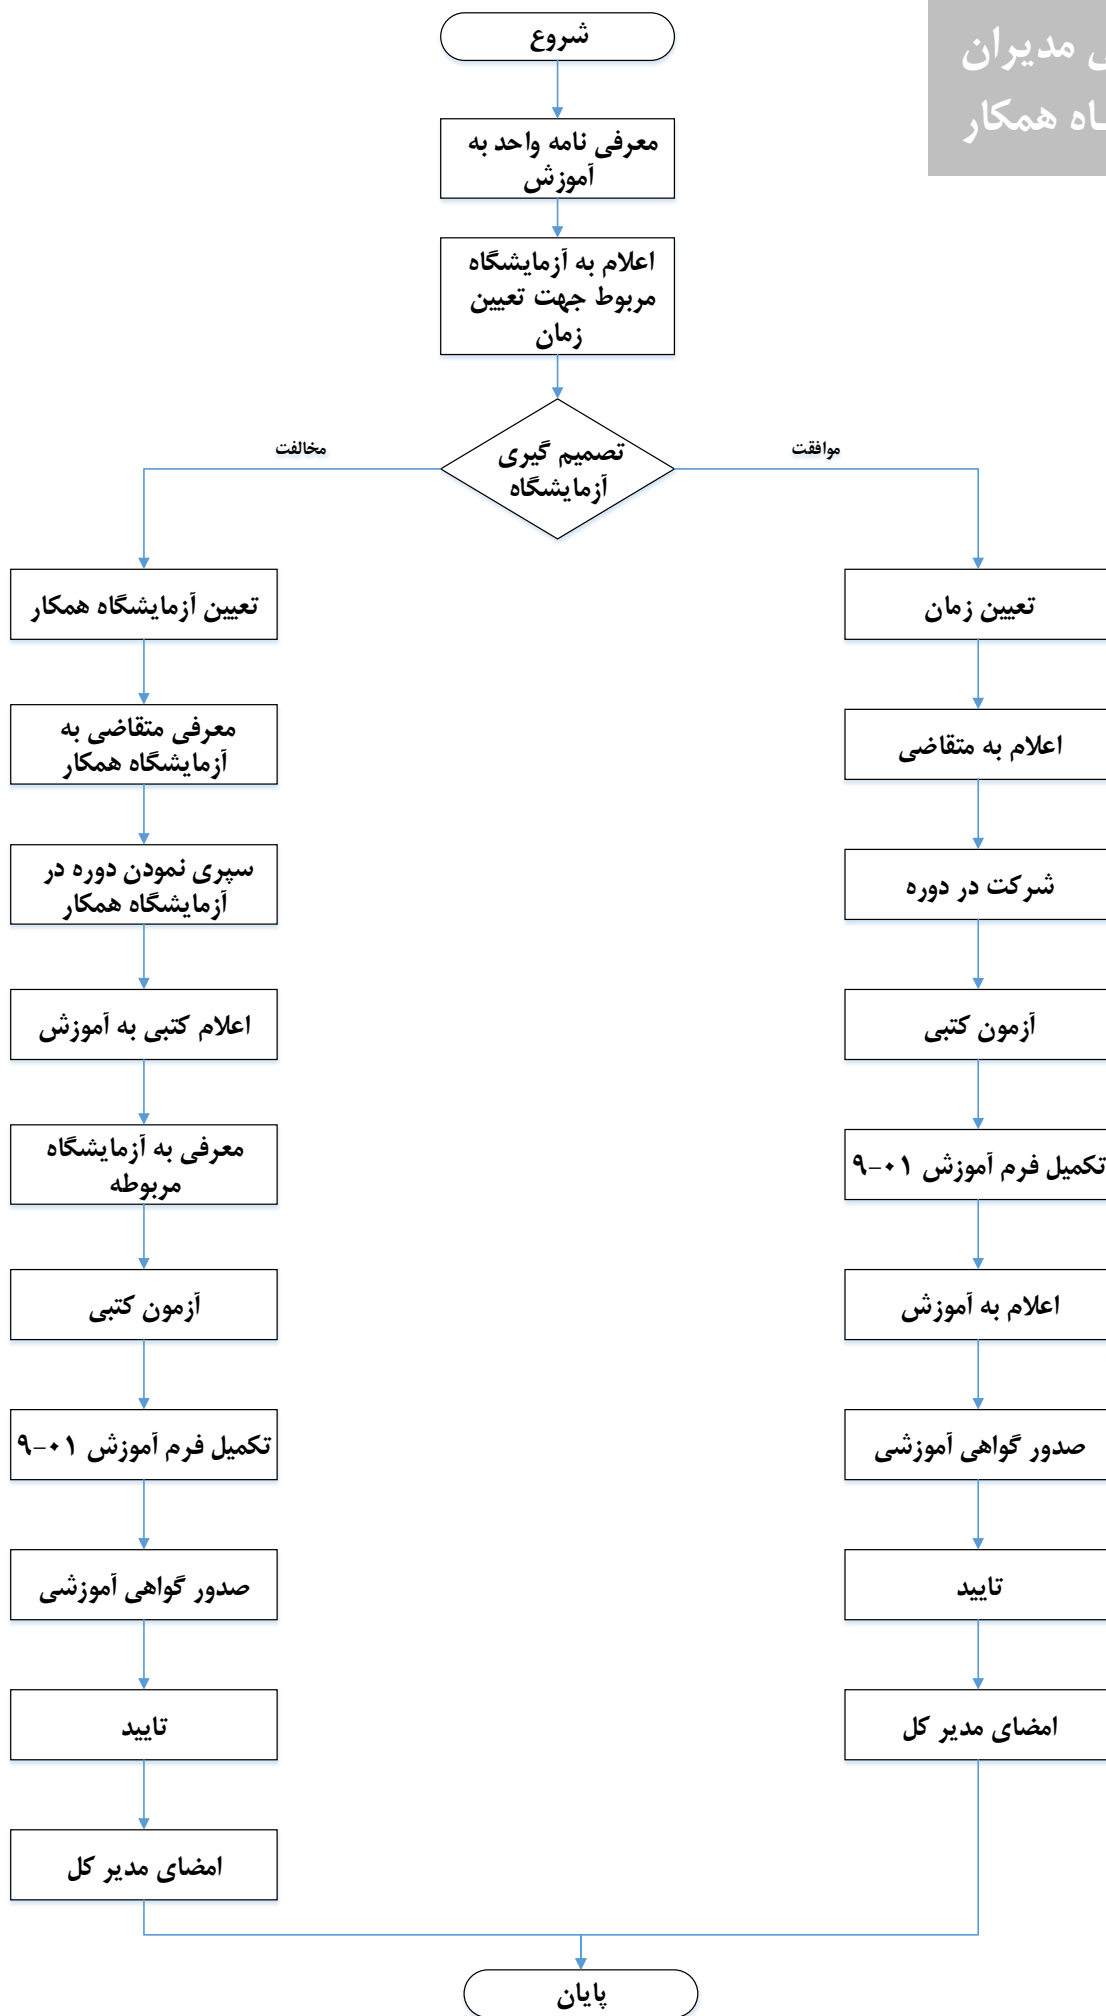 مدیران
همکار
شروع
معرفی نامه واحد به
آموزش
اعلام به آزمایشگاه
مربوط جهت تعیین
زمان
تصمیم گیری
آزمایشگاه
موافقت
مخالفت
تعیین زمان
اعلام به متقاضی
شرکت در دوره
آزمون کتبی
تکمیل فرم آموزش ۰۱-۹
اعلام به آموزش
صدور گواهی آموزشی
تایید
امضای مدیر کل
تعیین آزمایشگاه همکار
معرفی متقاضی به
آزمایشگاه همکار
سپری نمودن دوره در
آزمایشگاه همکار
اعلام کتبی به آموزش
معرفی به آزمایشگاه
مربوطه
آزمون کتبی
تکمیل فرم آموزش ۰۱-۹
صدور گواهی آموزشی
تایید
امضای مدیر کل
پایان